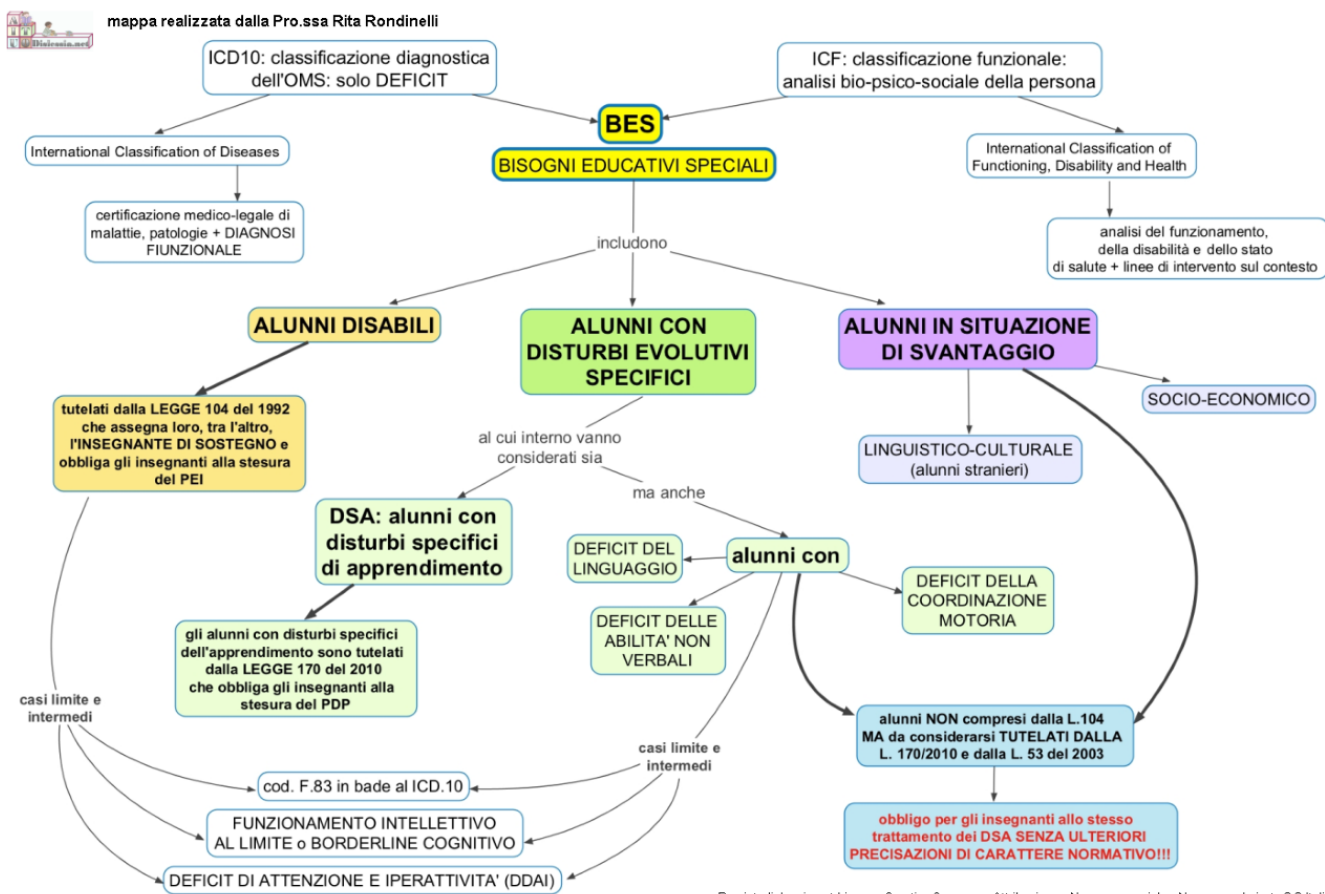 mappa realizzata dalla Pro.ssa Rita Rondinelli
Dislessia.net
ICD10: classificazione diagnostica
dell'OMS: solo DEFICIT
ICF: classificazione funzionale:
analisi bio-psico-sociale della persona
BES
BISOGNI EDUCATIVI SPECIALI
International Classification of Diseases
International Classification of
Functioning, Disability and Health
certificazione medico-legale di
malattie, patologie + DIAGNOSI
FIUNZIONALE
analisi del funzionamento,
della disabilità e dello stato
di salute + linee di intervento sul contesto
includono
ALUNNI DISABILI
ALUNNI CON
DISTURBI EVOLUTIVI
SPECIFICI
ALUNNI IN SITUAZIONE
DI SVANTAGGIO
tutelati dalla LEGGE 104 del 1992
che assegna loro, tra l'altro,
l'INSEGNANTE DI SOSTEGNO e
obbliga gli insegnanti alla stesura
del PEI
SOCIO-ECONOMICO
LINGUISTICO-CULTURALE
(alunni stranieri)
al cui interno vanno
considerati sia
ma anche
DSA: alunni con
disturbi specifici
di apprendimento
alunni con
DEFICIT DEL
LINGUAGGIO
DEFICIT DELLE
ABILITA' NON
VERBALI
DEFICIT DELLA
COORDINAZIONE
MOTORIA
gli alunni con disturbi specifici
dell'apprendimento sono tutelati
dalla LEGGE 170 del 2010
che obbliga gli insegnanti alla
stesura del PDP
casi limite e
intermedi
alunni NON compresi dalla L.104
MA da considerarsi TUTELATI DALLA
L. 170/2010 e dalla L. 53 del 2003
casi limite e
intermedi
cod. F.83 in bade al ICD.10
FUNZIONAMENTO INTELLETTIVO
AL LIMITE o BORDERLINE COGNITIVO
DEFICIT DI ATTENZIONE E IPERATTIVITA' (DDAI)
obbligo per gli insegnanti allo stesso
trattamento dei DSA SENZA ULTERIORI
PRECISAZIONI DI CARATTERE NORMATIVO!!!